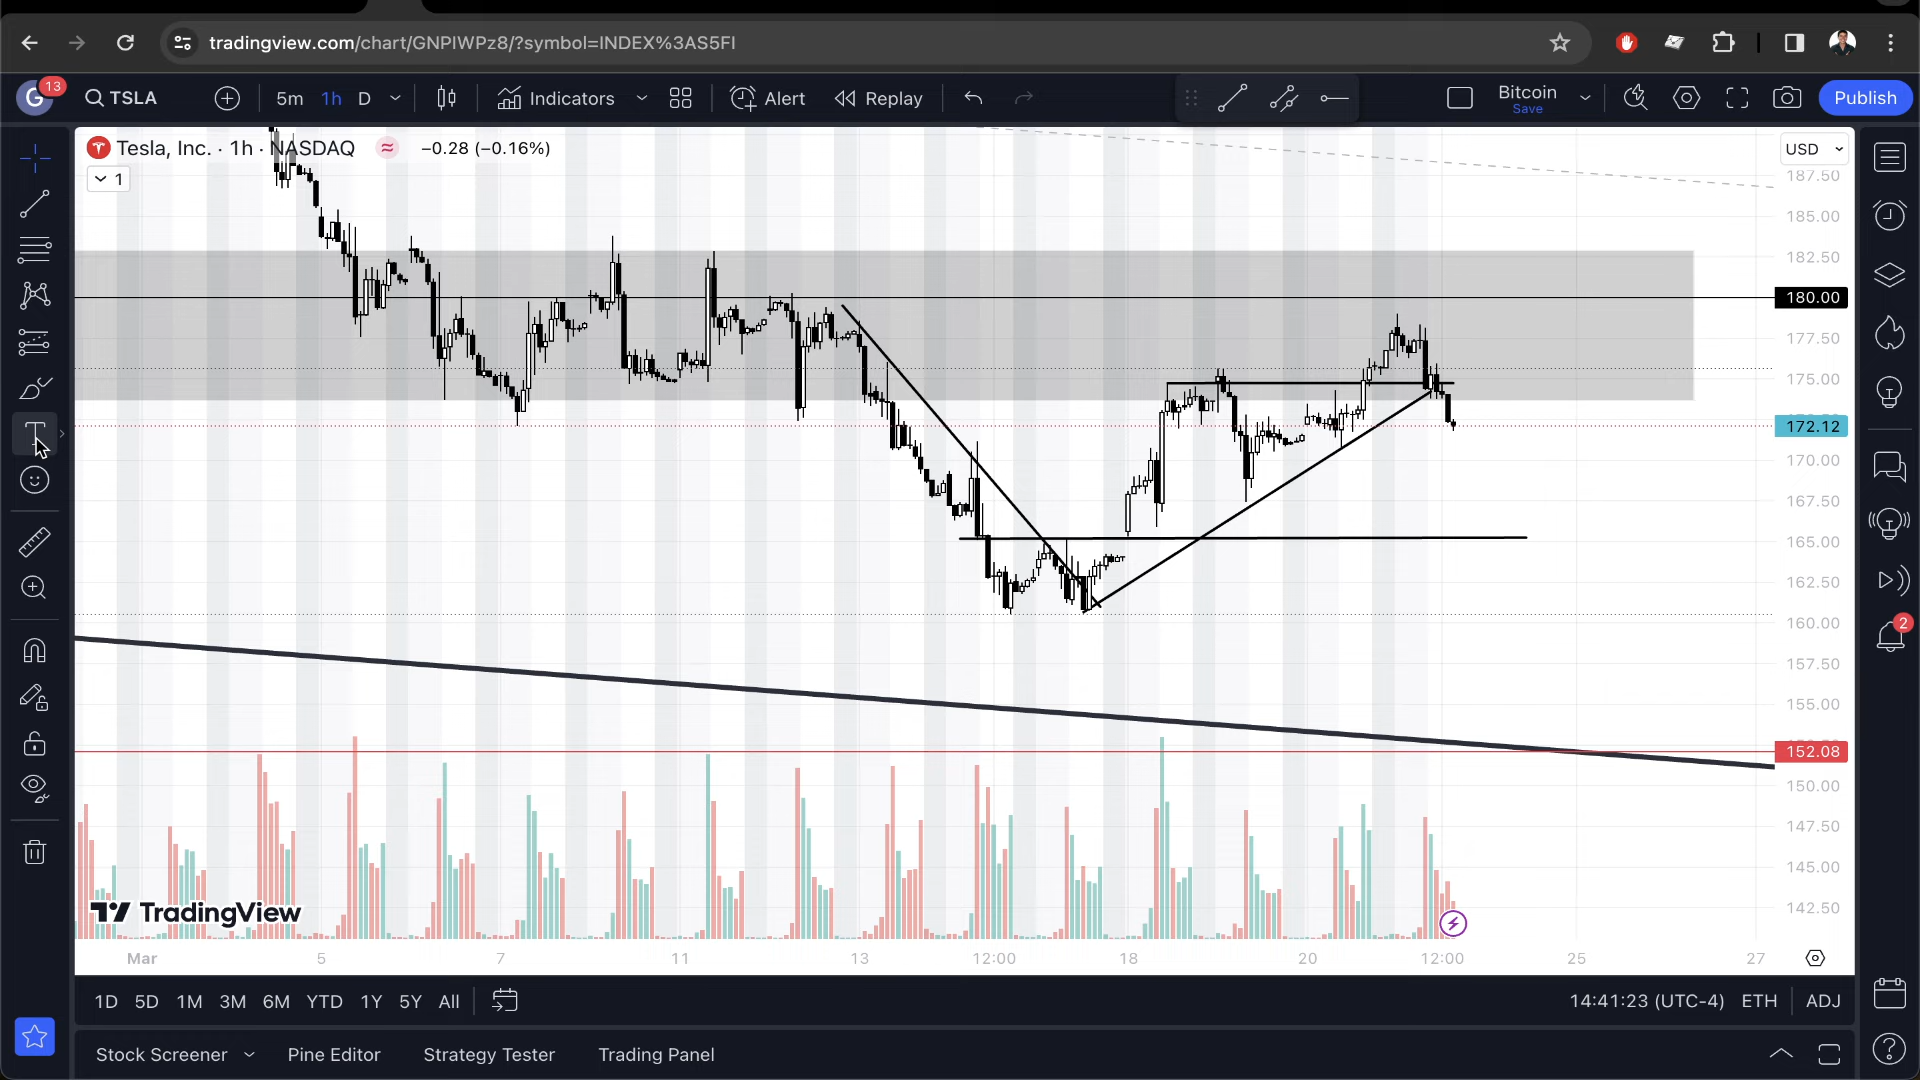 tradingview.com/chart/GNPIWPz8/?symbol=INDEX%3AS5FI
G 13 TSLA 5m 1h D Indicators Alert Replay Bitcoin Save Publish
Tesla, Inc. · 1h · NASDAQ ≈ −0.28 (−0.16%)
USD
1
187.50
185.00
182.50
180.00
177.50
175.00
172.12
170.00
167.50
165.00
162.50
160.00
157.50
155.00
152.08
150.00
147.50
145.00
142.50
2
TradingView
Mar 5 7 11 13 12:00 18 20 12:00 25 27
1D 5D 1M 3M 6M YTD 1Y 5Y All 14:41:23 (UTC-4) ETH ADJ
Stock Screener Pine Editor Strategy Tester Trading Panel